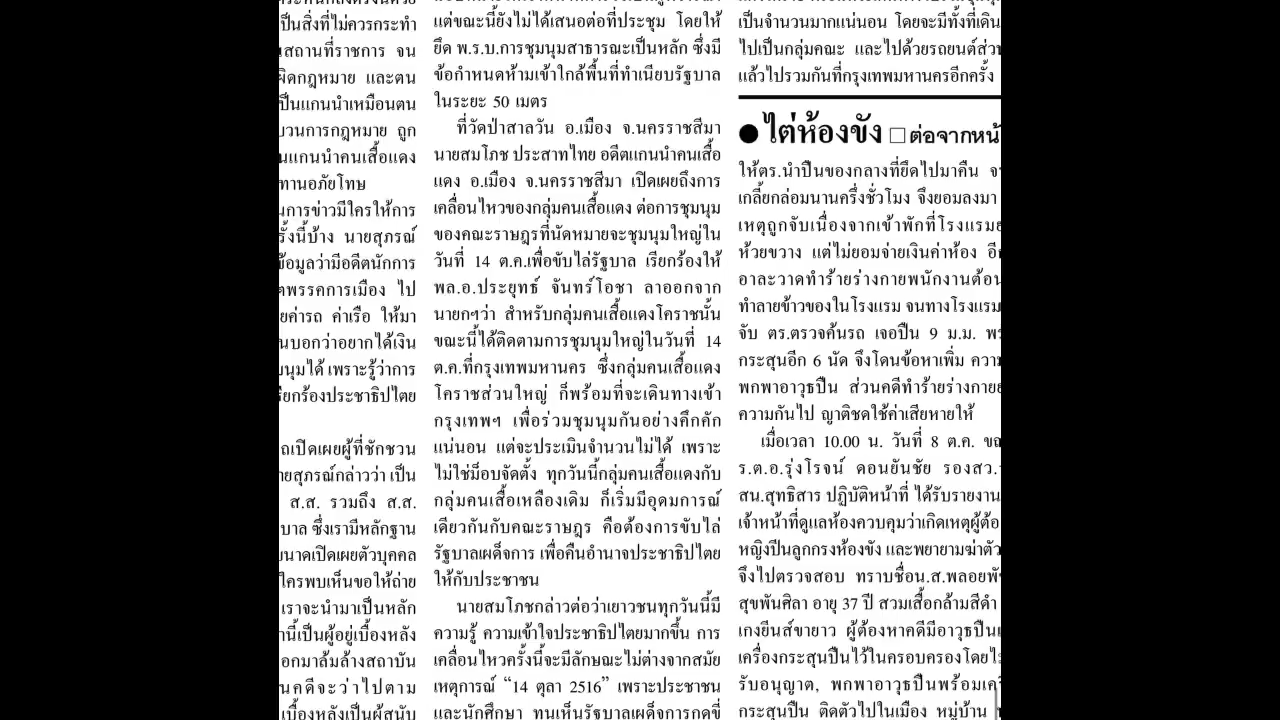 เป็นสิ่งที่ไม่ควรกระทำ
สถานที่ราชการ จน
ผิดกฎหมาย และตน
เป็นแกนนำเหมือนตน
บวนการกฎหมาย ถูก
นแกนนำคนเสื้อแดง
ทานอภัยโทษ
นการข่าวมีใครให้การ
รั้งนี้บ้าง นายสุภรณ์
ข้อมูลว่ามีอดีตนักการ
ดพรรคการเมือง ไป
ยค่ารถ ค่าเรือ ให้มา
นบอกว่าอยากได้เงิน
นุมได้ เพราะรู้ว่าการ
รียกร้องประชาธิปไตย
ถเปิดเผยผู้ที่ชักชวน
ายสุภรณ์กล่าวว่า เป็น
ส.ส. รวมถึง ส.ส.
บาล ซึ่งเรามีหลักฐาน
นาดเปิดเผยตัวบุคคล
ใครพบเห็นขอให้ถ่าย
เราจะนำมาเป็นหลัก
านี้เป็นผู้อยู่เบื้องหลัง
อกมาล้มล้างสถาบัน
นคดีจะว่าไปตาม
เบื้องหลังเป็นผู้สนับ
แต่ขณะนี้ยังไม่ได้เสนอต่อที่ประชุม โดยให้
ยึด พ.ร.บ.การชุมนุมสาธารณะเป็นหลัก ซึ่งมี
ข้อกำหนดห้ามเข้าใกล้พื้นที่ทำเนียบรัฐบาล
ในระยะ 50 เมตร
ที่วัดป่าสาลวัน อ.เมือง จ.นครราชสีมา
นายสมโภช ประสาทไทย อดีตแกนนำคนเสื้อ
แดง อ.เมือง จ.นครราชสีมา เปิดเผยถึงการ
เคลื่อนไหวของกลุ่มคนเสื้อแดง ต่อการชุมนุม
ของคณะราษฎรที่นัดหมายจะชุมนุมใหญ่ใน
วันที่ 14 ต.ค.เพื่อขับไล่รัฐบาล เรียกร้องให้
พล.อ.ประยุทธ์ จันทร์โอชา ลาออกจาก
นายกฯว่า สำหรับกลุ่มคนเสื้อแดงโคราชนั้น
ขณะนี้ได้ติดตามการชุมนุมใหญ่ในวันที่ 14
ต.ค.ที่กรุงเทพมหานคร ซึ่งกลุ่มคนเสื้อแดง
โคราชส่วนใหญ่ ก็พร้อมที่จะเดินทางเข้า
กรุงเทพฯ เพื่อร่วมชุมนุมกันอย่างคึกคัก
แน่นอน แต่จะประเมินจำนวนไม่ได้ เพราะ
ไม่ใช่ม็อบจัดตั้ง ทุกวันนี้กลุ่มคนเสื้อแดงกับ
กลุ่มคนเสื้อเหลืองเดิม ก็เริ่มมีอุดมการณ์
เดียวกันกับคณะราษฎร คือต้องการขับไล่
รัฐบาลเผด็จการ เพื่อคืนอำนาจประชาธิปไตย
ให้กับประชาชน
นายสมโภชกล่าวต่อว่าเยาวชนทุกวันนี้มี
ความรู้ ความเข้าใจประชาธิปไตยมากขึ้น การ
เคลื่อนไหวครั้งนี้จะมีลักษณะไม่ต่างจากสมัย
เหตุการณ์ “14 ตุลา 2516” เพราะประชาชน
และนักศึกษา ทนเห็นรัฐบาลเผด็จการกดขี่
เป็นจำนวนมากแน่นอน โดยจะมีทั้งที่เดิน
ไปเป็นกลุ่มคณะ และไปด้วยรถยนต์ส่ว
แล้วไปรวมกันที่กรุงเทพมหานครอีกครั้ง
● ไต่ห้องขัง □ ต่อจากหน้
ให้ตร.นำปืนของกลางที่ยึดไปมาคืน จ
เกลี้ยกล่อมนานครึ่งชั่วโมง จึงยอมลงมา
เหตุถูกจับเนื่องจากเข้าพักที่โรงแรมย
ห้วยขวาง แต่ไม่ยอมจ่ายเงินค่าห้อง อี
อาละวาดทำร้ายร่างกายพนักงานต้อน
ทำลายข้าวของในโรงแรม จนทางโรงแรม
จับ ตร.ตรวจค้นรถ เจอปืน 9 ม.ม. พร
กระสุนอีก 6 นัด จึงโดนข้อหาเพิ่ม ความ
พกพาอาวุธปืน ส่วนคดีทำร้ายร่างกาย
ความกันไป ญาติชดใช้ค่าเสียหายให้
เมื่อเวลา 10.00 น. วันที่ 8 ต.ค. ขณ
ร.ต.อ.รุ่งโรจน์ ดอนยันชัย รองสว.
สน.สุทธิสาร ปฏิบัติหน้าที่ ได้รับรายงาน
เจ้าหน้าที่ดูแลห้องควบคุมว่าเกิดเหตุผู้ต้อ
หญิงปีนลูกกรงห้องขัง และพยายามฆ่าตัว
จึงไปตรวจสอบ ทราบชื่อน.ส.พลอยพั
สุขพันศิลา อายุ 37 ปี สวมเสื้อกล้ามสีดำ
เกงยีนส์ขายาว ผู้ต้องหาคดีมีอาวุธปืนแ
เครื่องกระสุนปืนไว้ในครอบครองโดยไ
รับอนุญาต, พกพาอาวุธปืนพร้อมเครื
กระสุนปืน ติดตัวไปในเมือง หมู่บ้าน